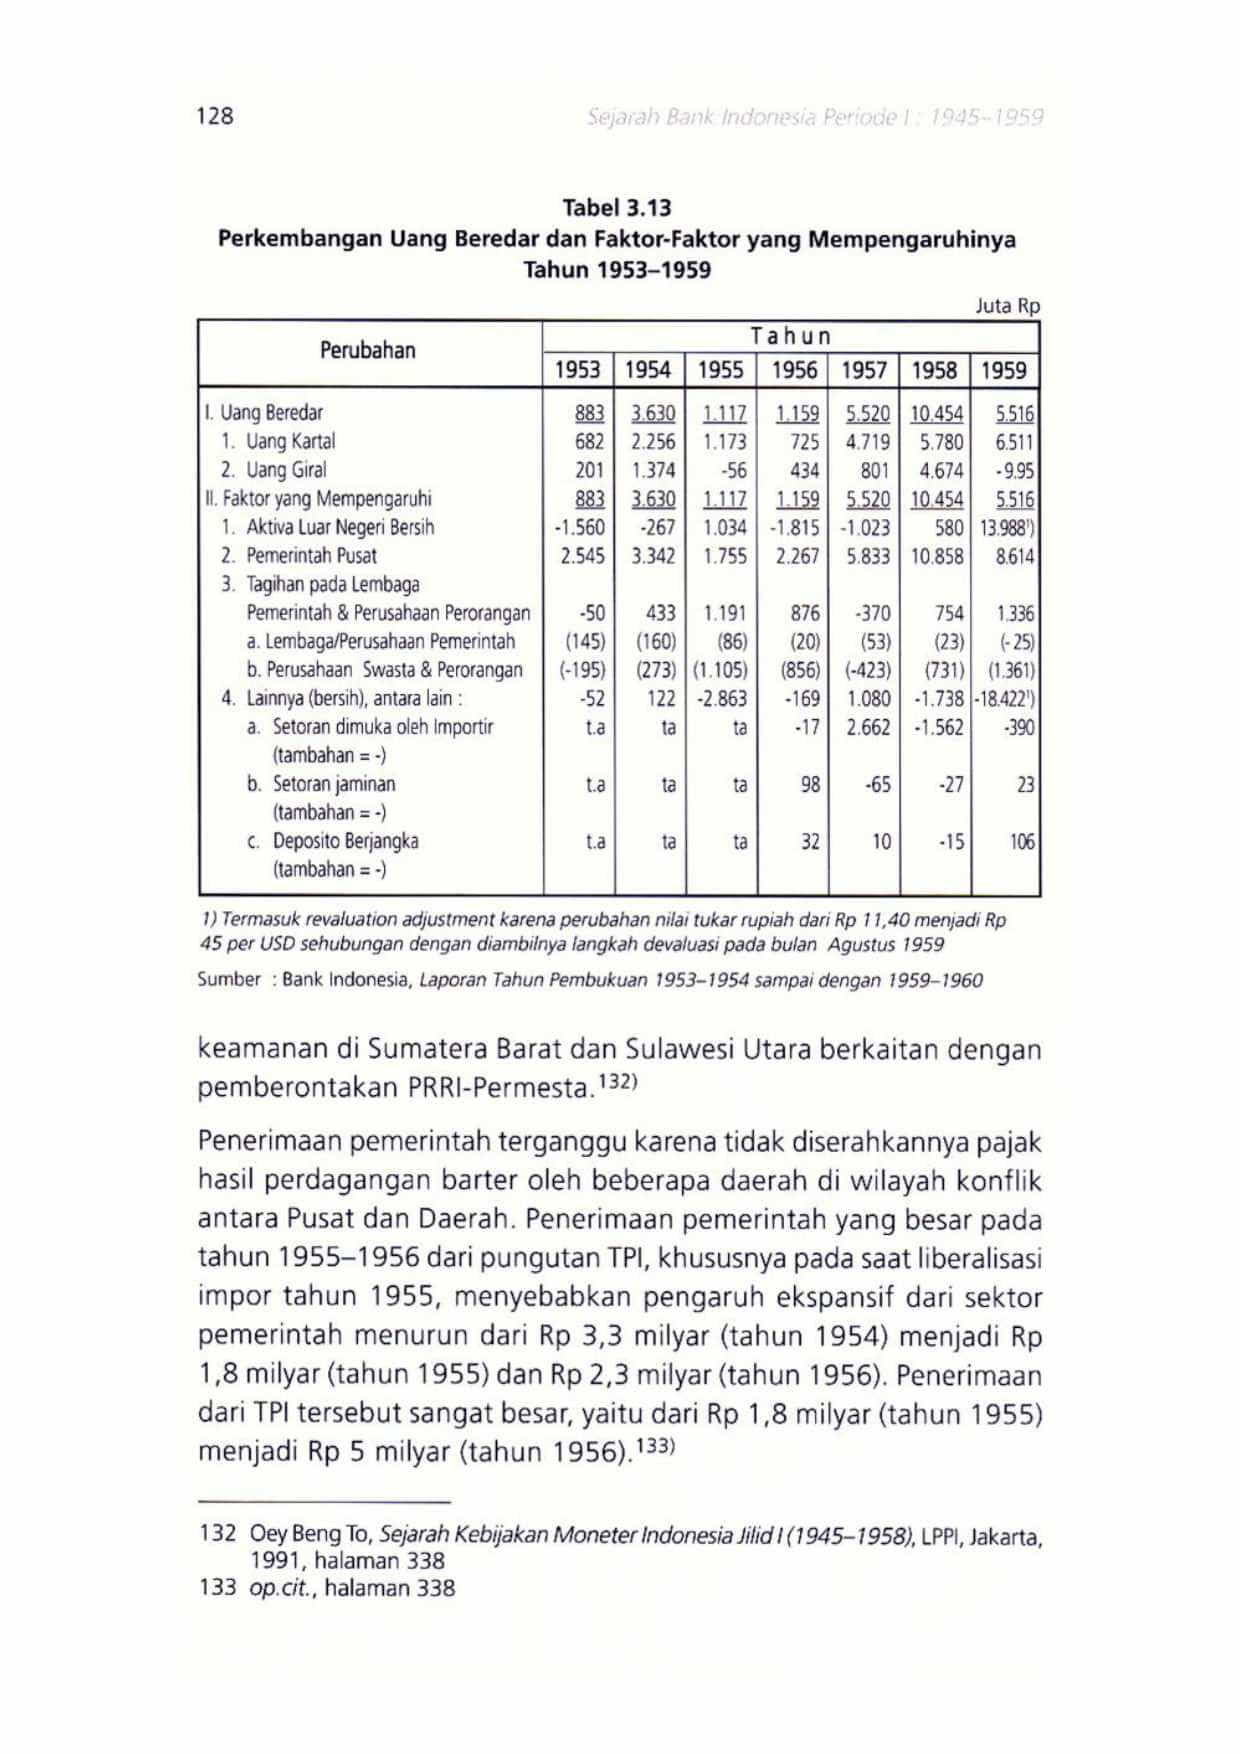 128 Sejarah Bank Indonesia Periode I : 1945–1959
Tabel 3.13
Perkembangan Uang Beredar dan Faktor-Faktor yang Mempengaruhinya
Tahun 1953–1959
Juta Rp
Perubahan Tahun
1953 1954 1955 1956 1957 1958 1959
I. Uang Beredar 883 3.630 1.117 1.159 5.520 10.454 5.516
1. Uang Kartal 682 2.256 1.173 725 4.719 5.780 6.511
2. Uang Giral 201 1.374 -56 434 801 4.674 -9.95
II. Faktor yang Mempengaruhi 883 3.630 1.117 1.159 5.520 10.454 5.516
1. Aktiva Luar Negeri Bersih -1.560 -267 1.034 -1.815 -1.023 580 13.988¹)
2. Pemerintah Pusat 2.545 3.342 1.755 2.267 5.833 10.858 8.614
3. Tagihan pada Lembaga
Pemerintah & Perusahaan Perorangan -50 433 1.191 876 -370 754 1.336
a. Lembaga/Perusahaan Pemerintah (145) (160) (86) (20) (53) (23) (-25)
b. Perusahaan Swasta & Perorangan (-195) (273) (1.105) (856) (-423) (731) (1.361)
4. Lainnya (bersih), antara lain : -52 122 -2.863 -169 1.080 -1.738 -18.422¹)
a. Setoran dimuka oleh Importir t.a ta ta -17 2.662 -1.562 -390
(tambahan = -)
b. Setoran jaminan t.a ta ta 98 -65 -27 23
(tambahan = -)
c. Deposito Berjangka t.a ta ta 32 10 -15 106
(tambahan = -)
1) Termasuk revaluation adjustment karena perubahan nilai tukar rupiah dari Rp 11,40 menjadi Rp
45 per USD sehubungan dengan diambilnya langkah devaluasi pada bulan Agustus 1959
Sumber : Bank Indonesia, Laporan Tahun Pembukuan 1953–1954 sampai dengan 1959–1960
keamanan di Sumatera Barat dan Sulawesi Utara berkaitan dengan
pemberontakan PRRI-Permesta.132)
Penerimaan pemerintah terganggu karena tidak diserahkannya pajak
hasil perdagangan barter oleh beberapa daerah di wilayah konflik
antara Pusat dan Daerah. Penerimaan pemerintah yang besar pada
tahun 1955–1956 dari pungutan TPI, khususnya pada saat liberalisasi
impor tahun 1955, menyebabkan pengaruh ekspansif dari sektor
pemerintah menurun dari Rp 3,3 milyar (tahun 1954) menjadi Rp
1,8 milyar (tahun 1955) dan Rp 2,3 milyar (tahun 1956). Penerimaan
dari TPI tersebut sangat besar, yaitu dari Rp 1,8 milyar (tahun 1955)
menjadi Rp 5 milyar (tahun 1956).133)
132 Oey Beng To, Sejarah Kebijakan Moneter Indonesia Jilid I (1945–1958), LPPI, Jakarta,
1991, halaman 338
133 op.cit., halaman 338